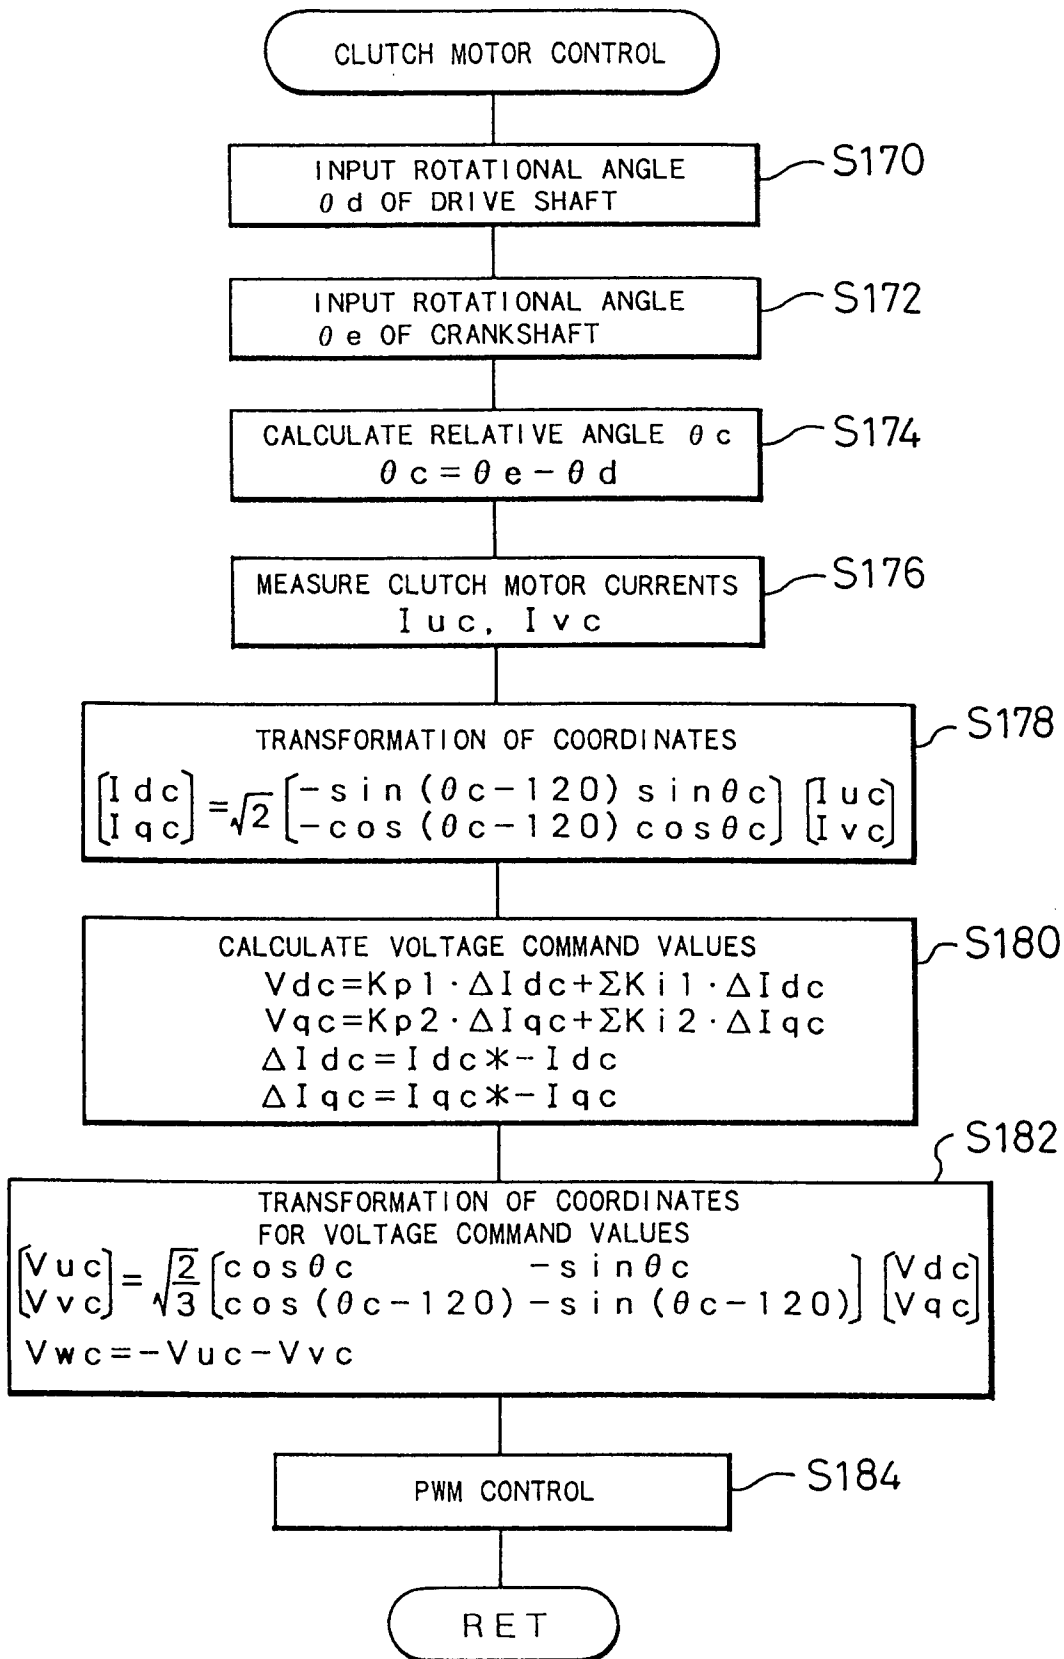 CLUTCH MOTOR CONTROL
INPUT ROTATIONAL ANGLE
θd OF DRIVE SHAFT
S170
INPUT ROTATIONAL ANGLE
θe OF CRANKSHAFT
S172
CALCULATE RELATIVE ANGLE θc
θc=θe-θd
S174
MEASURE CLUTCH MOTOR CURRENTS
Iuc, Ivc
S176
TRANSFORMATION OF COORDINATES
[Idc Iqc] = √2 [-sin(θc-120) sinθc -cos(θc-120) cosθc] [Iuc Ivc]
S178
CALCULATE VOLTAGE COMMAND VALUES
Vdc=Kp1·ΔIdc+ΣKi1·ΔIdc
Vqc=Kp2·ΔIqc+ΣKi2·ΔIqc
ΔIdc=Idc*-Idc
ΔIqc=Iqc*-Iqc
S180
TRANSFORMATION OF COORDINATES
FOR VOLTAGE COMMAND VALUES
[Vuc Vvc] = √2/3 [cosθc -sinθc cos(θc-120) -sin(θc-120)] [Vdc Vqc]
Vwc=-Vuc-Vvc
S182
PWM CONTROL
S184
RET